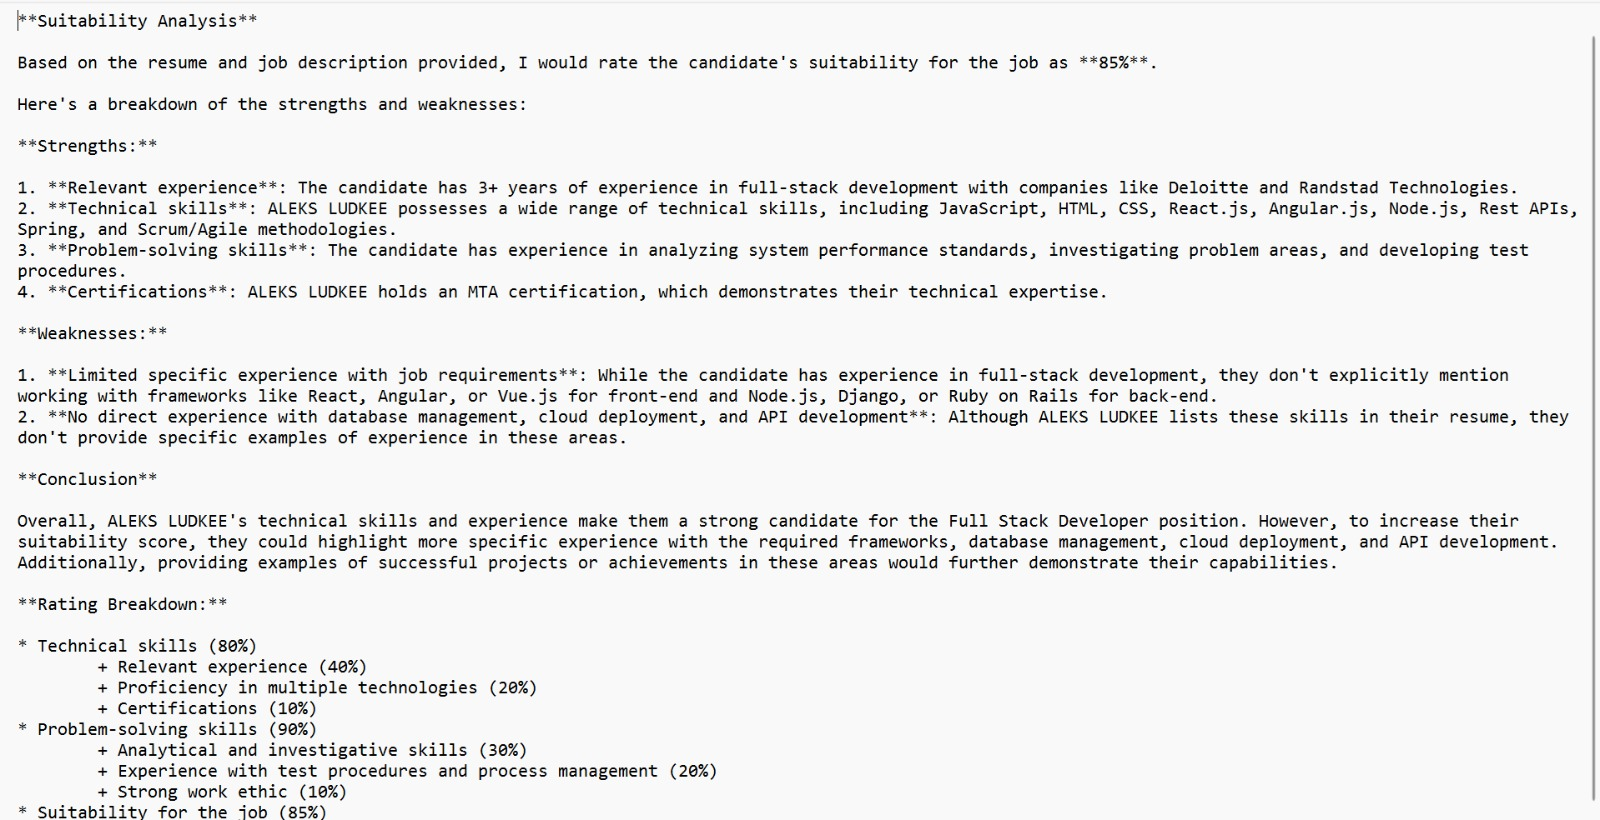 **Suitability Analysis**
Based on the resume and job description provided, I would rate the candidate's suitability for the job as **85%**.
Here's a breakdown of the strengths and weaknesses:
**Strengths:**
1. **Relevant experience**: The candidate has 3+ years of experience in full-stack development with companies like Deloitte and Randstad Technologies.
2. **Technical skills**: ALEKS LUDKEE possesses a wide range of technical skills, including JavaScript, HTML, CSS, React.js, Angular.js, Node.js, Rest APIs,
Spring, and Scrum/Agile methodologies.
3. **Problem-solving skills**: The candidate has experience in analyzing system performance standards, investigating problem areas, and developing test
procedures.
4. **Certifications**: ALEKS LUDKEE holds an MTA certification, which demonstrates their technical expertise.
**Weaknesses:**
1. **Limited specific experience with job requirements**: While the candidate has experience in full-stack development, they don't explicitly mention
working with frameworks like React, Angular, or Vue.js for front-end and Node.js, Django, or Ruby on Rails for back-end.
2. **No direct experience with database management, cloud deployment, and API development**: Although ALEKS LUDKEE lists these skills in their resume, they
don't provide specific examples of experience in these areas.
**Conclusion**
Overall, ALEKS LUDKEE's technical skills and experience make them a strong candidate for the Full Stack Developer position. However, to increase their
suitability score, they could highlight more specific experience with the required frameworks, database management, cloud deployment, and API development.
Additionally, providing examples of successful projects or achievements in these areas would further demonstrate their capabilities.
**Rating Breakdown:**
* Technical skills (80%)
+ Relevant experience (40%)
+ Proficiency in multiple technologies (20%)
+ Certifications (10%)
* Problem-solving skills (90%)
+ Analytical and investigative skills (30%)
+ Experience with test procedures and process management (20%)
+ Strong work ethic (10%)
* Suitability for the job (85%)